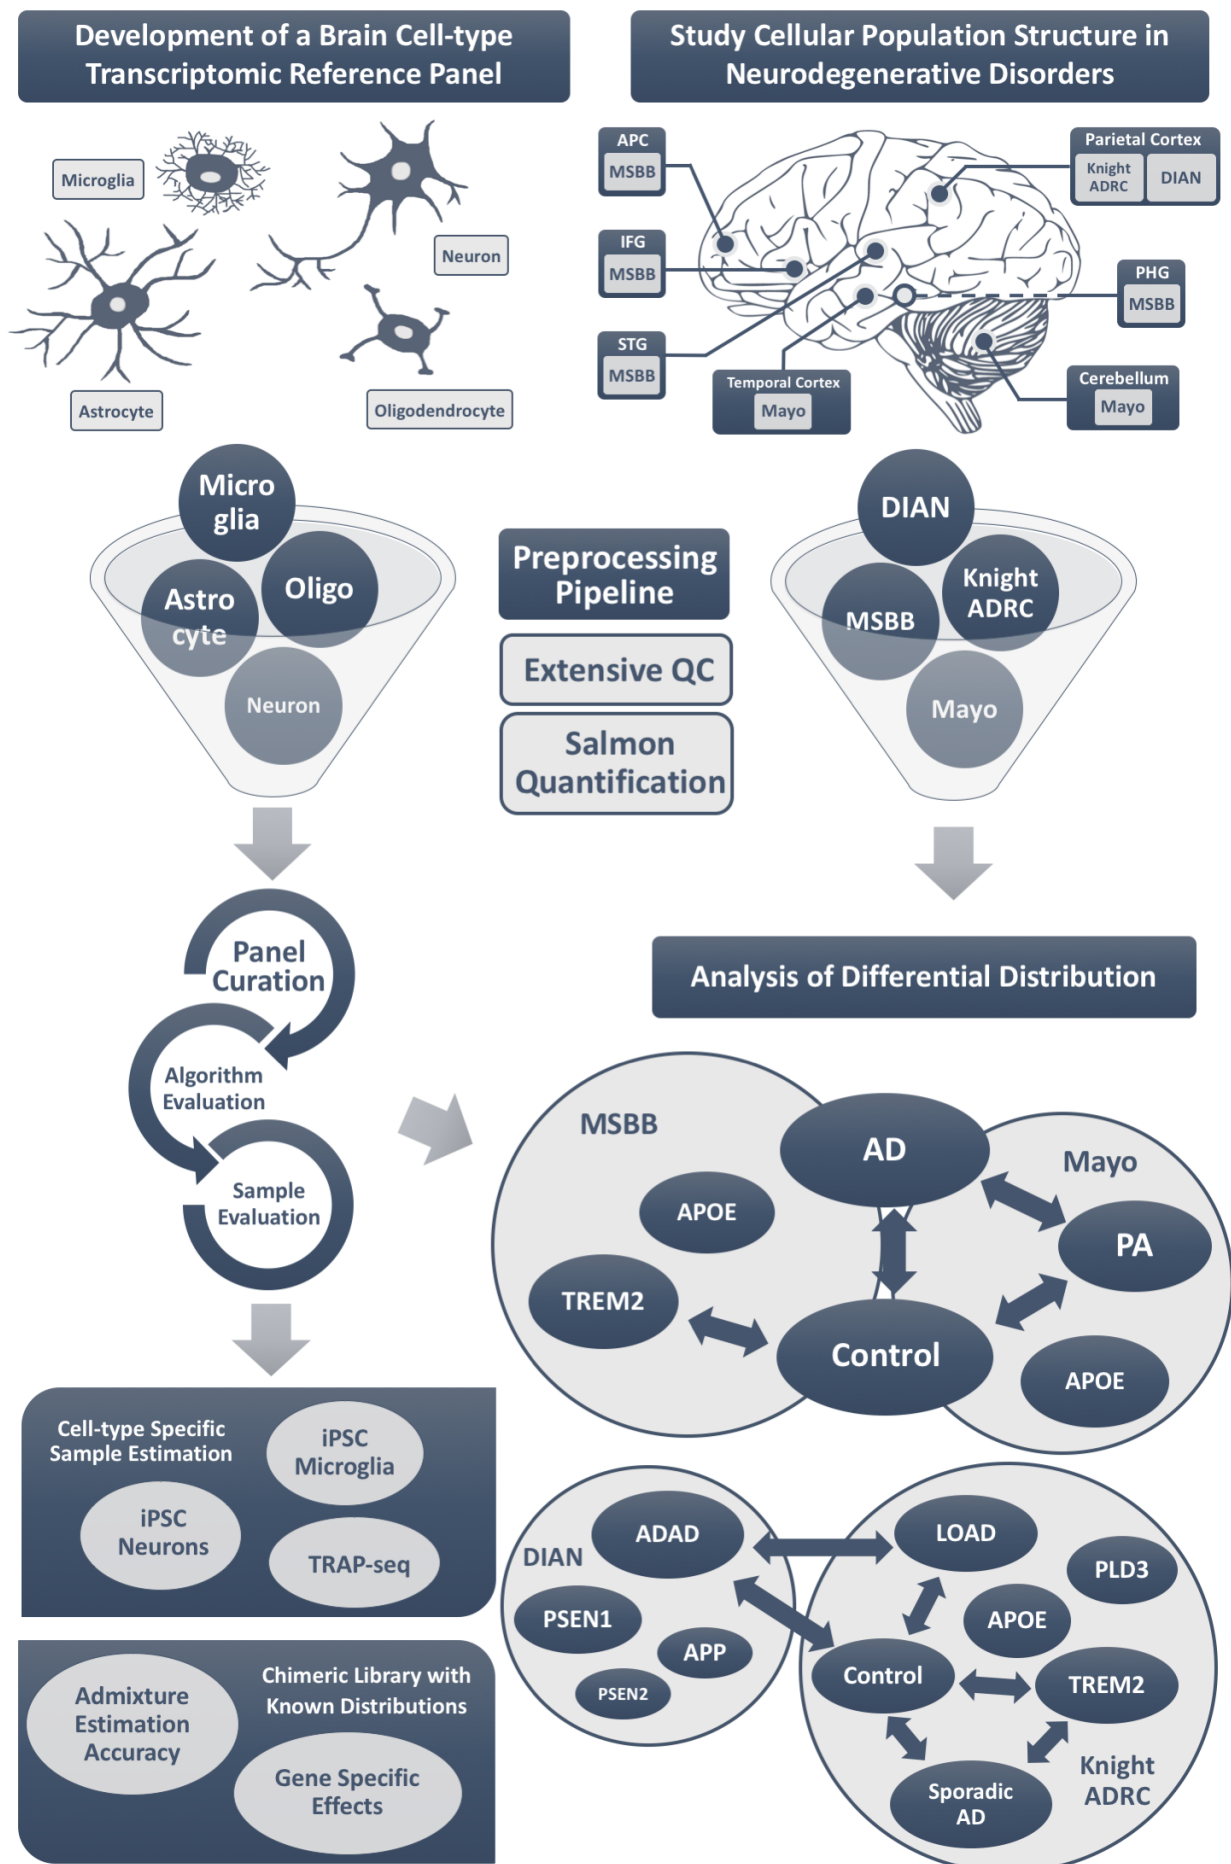 Development of a Brain Cell-type
Transcriptomic Reference Panel
Study Cellular Population Structure in
Neurodegenerative Disorders
Microglia
Neuron
Astrocyte
Oligodendrocyte
APC
MSBB
IFG
MSBB
STG
MSBB
Temporal Cortex
Mayo
Parietal Cortex
Knight
ADRC
DIAN
PHG
MSBB
Cerebellum
Mayo
Micro
glia
Astro
cyte
Oligo
Neuron
Preprocessing
Pipeline
Extensive QC
Salmon
Quantification
DIAN
MSBB
Knight
ADRC
Mayo
Panel
Curation
Algorithm
Evaluation
Sample
Evaluation
Analysis of Differential Distribution
MSBB
AD
Mayo
APOE
PA
TREM2
Control
APOE
Cell-type Specific
Sample Estimation
iPSC
Microglia
iPSC
Neurons
TRAP-seq
Admixture
Estimation
Accuracy
Chimeric Library with
Known Distributions
Gene Specific
Effects
DIAN
ADAD
PSEN1
APP
PSEN2
LOAD
PLD3
APOE
Control
TREM2
Sporadic
AD
Knight
ADRC